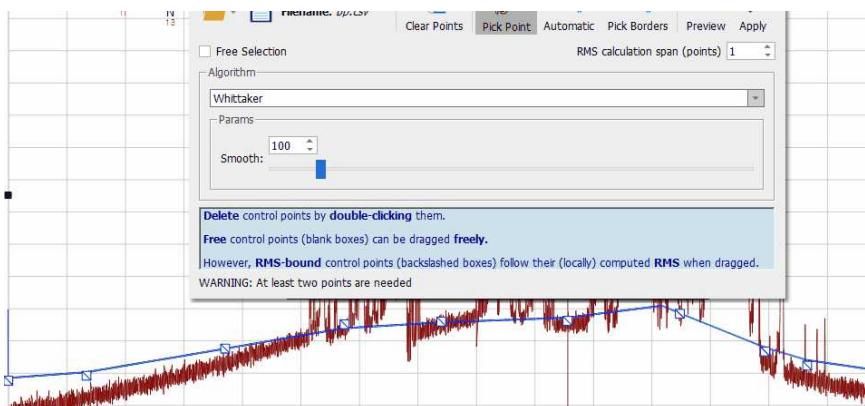 N
13
Filename: bp.tsv
Clear Points Pick Point Automatic Pick Borders Preview Apply
Free Selection RMS calculation span (points) 1
Algorithm
Whittaker
Params
Smooth: 100
Delete control points by double-clicking them.
Free control points (blank boxes) can be dragged freely.
However, RMS-bound control points (backslashed boxes) follow their (locally) computed RMS when dragged.
WARNING: At least two points are needed